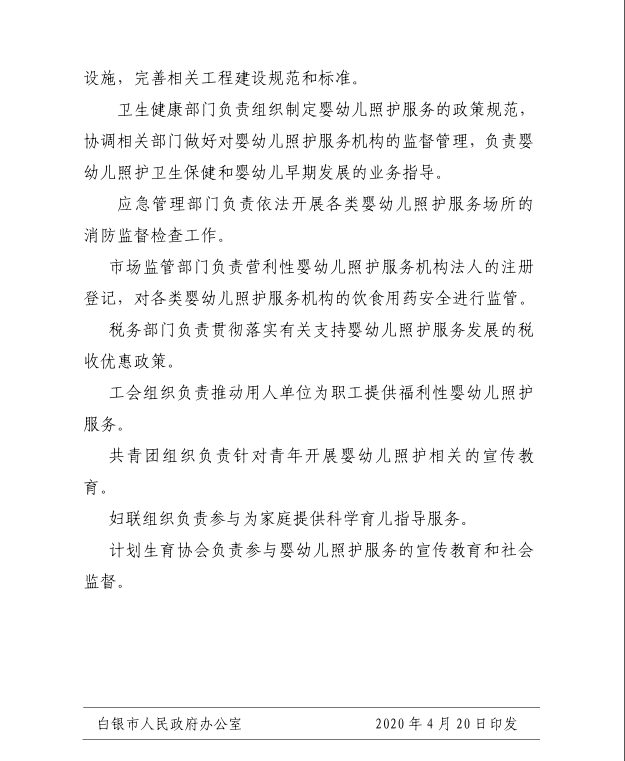 设施，完善相关工程建设规范和标准。
卫生健康部门负责组织制定婴幼儿照护服务的政策规范，
协调相关部门做好对婴幼儿照护服务机构的监督管理，负责婴
幼儿照护卫生保健和婴幼儿早期发展的业务指导。
应急管理部门负责依法开展各类婴幼儿照护服务场所的
消防监督检查工作。
市场监管部门负责营利性婴幼儿照护服务机构法人的注册
登记，对各类婴幼儿照护服务机构的饮食用药安全进行监管。
税务部门负责贯彻落实有关支持婴幼儿照护服务发展的税
收优惠政策。
工会组织负责推动用人单位为职工提供福利性婴幼儿照护
服务。
共青团组织负责针对青年开展婴幼儿照护相关的宣传教
育。
妇联组织负责参与为家庭提供科学育儿指导服务。
计划生育协会负责参与婴幼儿照护服务的宣传教育和社会
监督。
白银市人民政府办公室 2020年4月20日印发